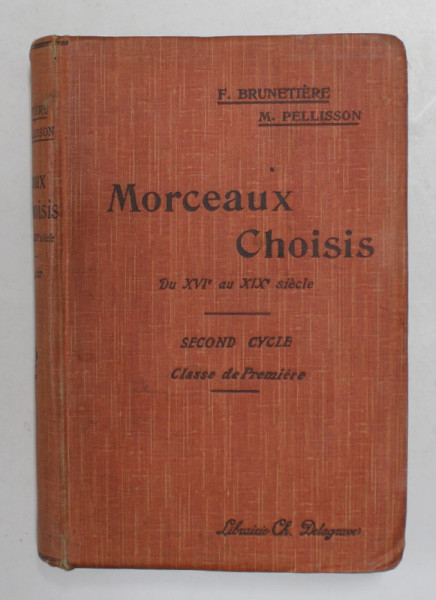 F. BRUNETIÈRE
M. PELLISSON
Morceaux
Choisis
Du XVIᵉ au XIXᵉ siècle
SECOND CYCLE
Classe de Première
Librairie Ch. Delagrave